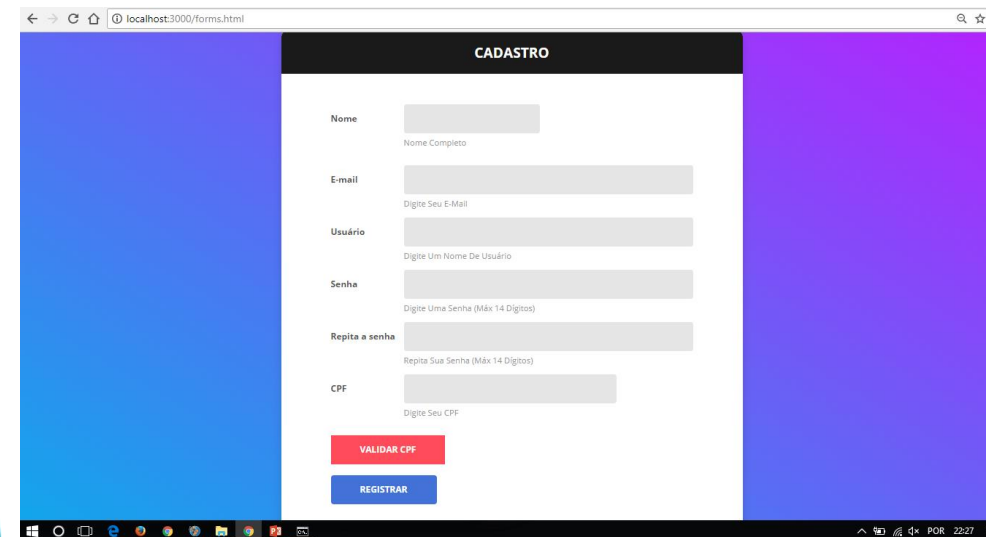 localhost:3000/forms.html
CADASTRO
Nome
Nome Completo
E-mail
Digite Seu E-Mail
Usuário
Digite Um Nome De Usuário
Senha
Digite Uma Senha (Máx 14 Dígitos)
Repita a senha
Repita Sua Senha (Máx 14 Dígitos)
CPF
Digite Seu CPF
VALIDAR CPF
REGISTRAR
POR 22:27